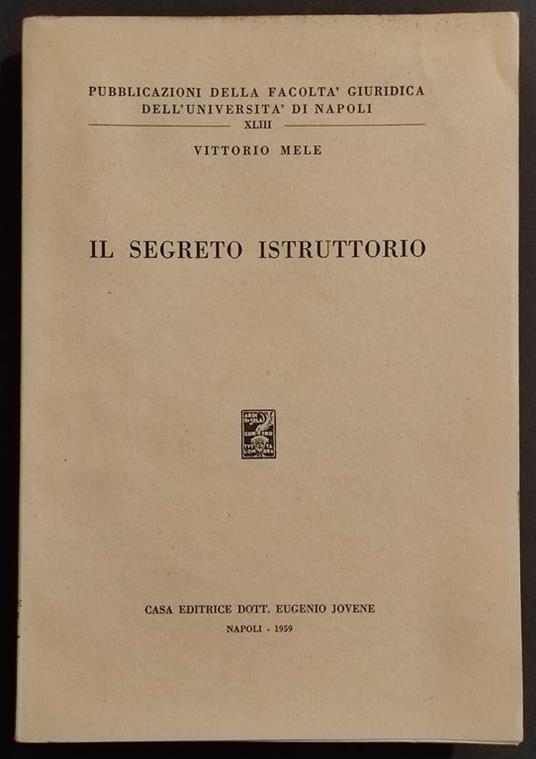 PUBBLICAZIONI DELLA FACOLTA' GIURIDICA
DELL'UNIVERSITA' DI NAPOLI
XLIII
VITTORIO MELE
IL SEGRETO ISTRUTTORIO
CASA EDITRICE DOTT. EUGENIO JOVENE
NAPOLI - 1959